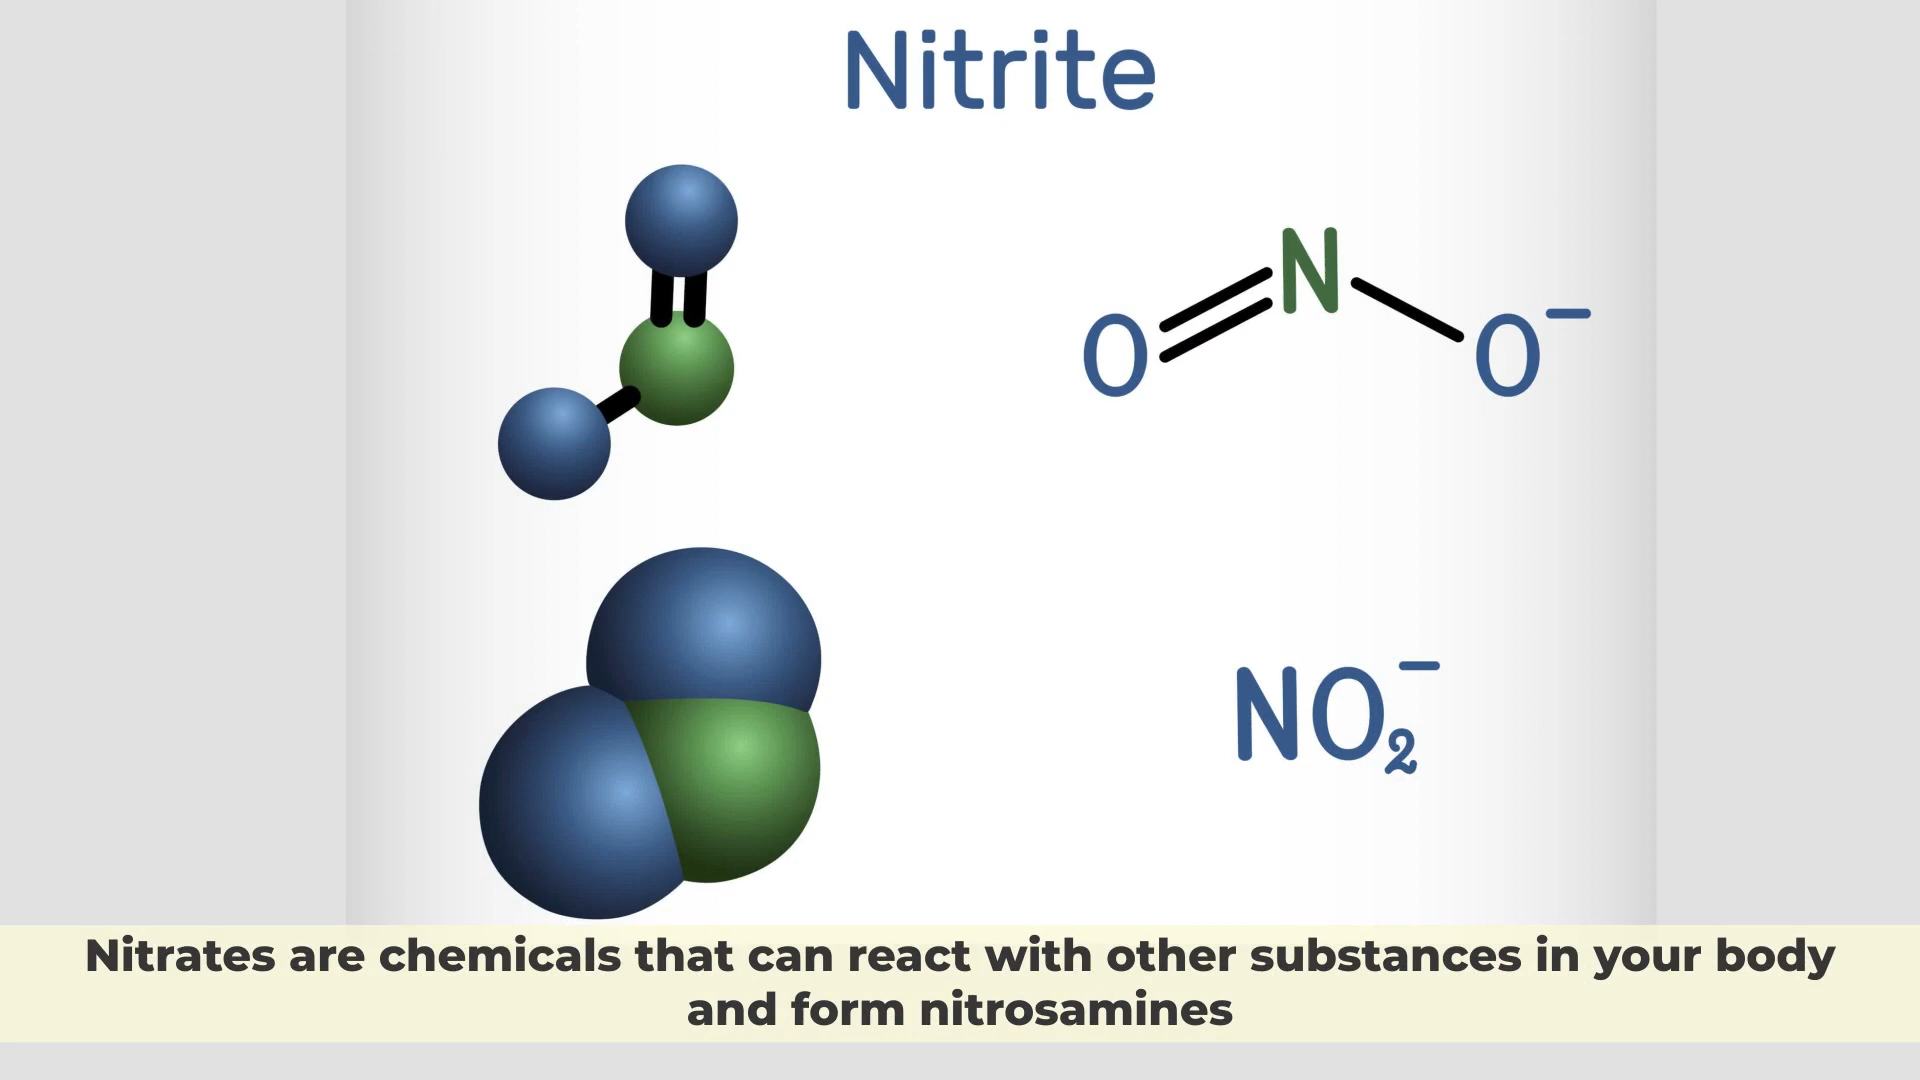 Nitrite
N
O O⁻
NO₂⁻
Nitrates are chemicals that can react with other substances in your body
and form nitrosamines